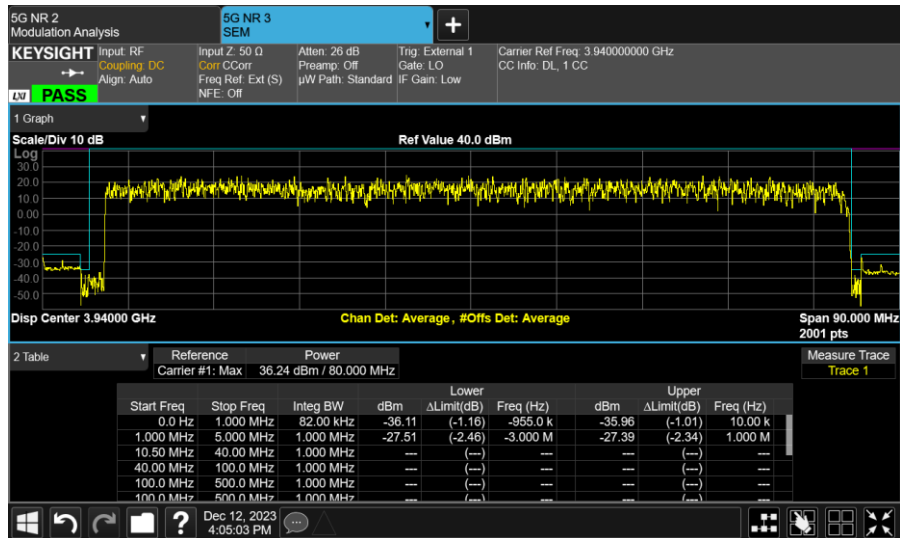 5G NR 2
Modulation Analysis
5G NR 3
SEM
KEYSIGHT
LXI PASS
Input: RF
Coupling: DC
Align: Auto
Input Z: 50 Ω
Corr CCorr
Freq Ref: Ext (S)
NFE: Off
Atten: 26 dB
Preamp: Off
µW Path: Standard
Trig: External 1
Gate: LO
IF Gain: Low
Carrier Ref Freq: 3.940000000 GHz
CC Info: DL, 1 CC
1 Graph
Scale/Div 10 dB Ref Value 40.0 dBm
Log
30.0
20.0
10.0
0.00
-10.0
-20.0
-30.0
-40.0
-50.0
Disp Center 3.94000 GHz Chan Det: Average, #Offs Det: Average Span 90.000 MHz
2001 pts
2 Table
Reference Power
Carrier #1: Max 36.24 dBm / 80.000 MHz
Measure Trace
Trace 1
Lower Upper
Start Freq Stop Freq Integ BW dBm ΔLimit(dB) Freq (Hz) dBm ΔLimit(dB) Freq (Hz)
0.0 Hz 1.000 MHz 82.00 kHz -36.11 (-1.16) -955.0 k -35.96 (-1.01) 10.00 k
1.000 MHz 5.000 MHz 1.000 MHz -27.51 (-2.46) -3.000 M -27.39 (-2.34) 1.000 M
10.50 MHz 40.00 MHz 1.000 MHz --- (---) --- --- (---) ---
40.00 MHz 100.0 MHz 1.000 MHz --- (---) --- --- (---) ---
100.0 MHz 500.0 MHz 1.000 MHz --- (---) --- --- (---) ---
100.0 MHz 500.0 MHz 1.000 MHz --- (---) --- --- (---) ---
?
Dec 12, 2023
4:05:03 PM